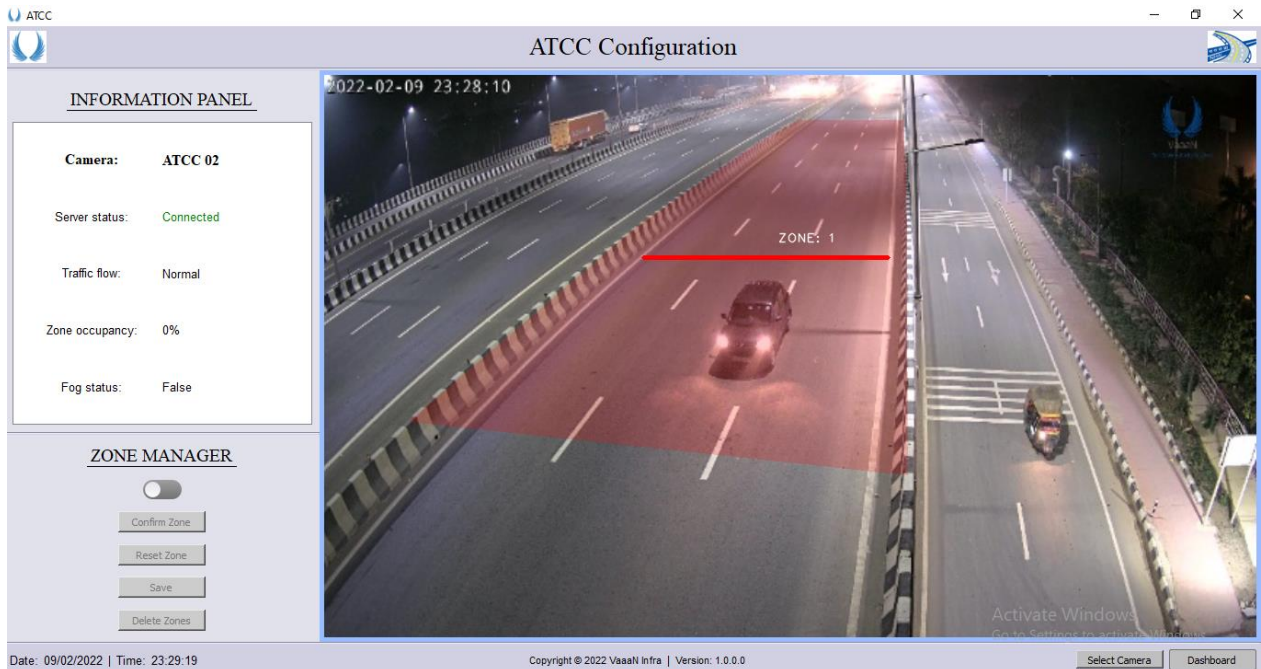 ATCC
ATCC Configuration
INFORMATION PANEL
Camera: ATCC 02
Server status: Connected
Traffic flow: Normal
Zone occupancy: 0%
Fog status: False
ZONE MANAGER
Confirm Zone
Reset Zone
Save
Delete Zones
2022-02-09 23:28:10
VAAAN
ZONE: 1
Activate Windows
Go to Settings to activate Windows.
Date: 09/02/2022 | Time: 23:29:19
Copyright © 2022 VaaaN Infra | Version: 1.0.0.0
Select Camera
Dashboard